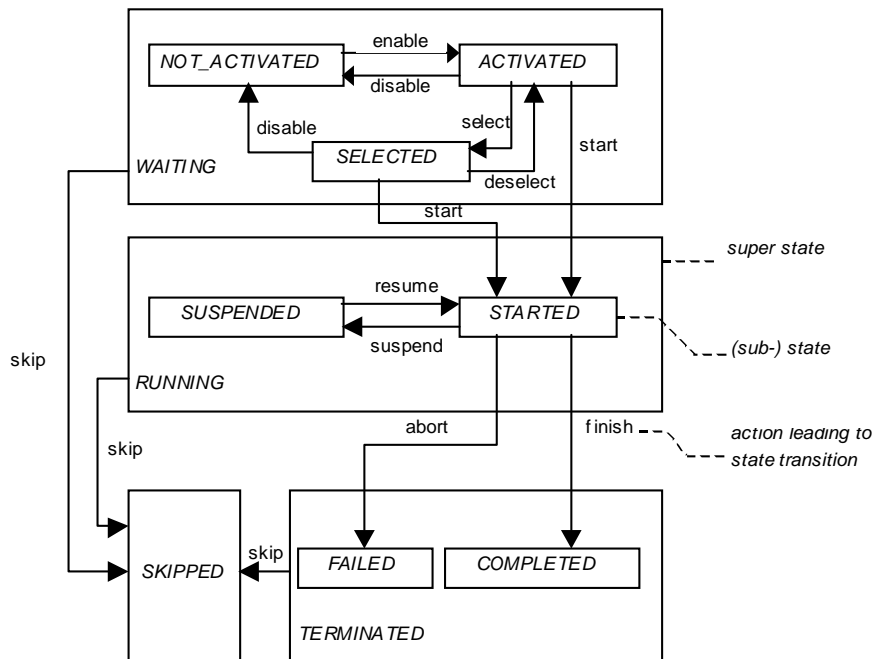 enable
NOT_ACTIVATED
ACTIVATED
disable
disable
select
SELECTED
start
WAITING
deselect
start
super state
resume
SUSPENDED
STARTED
suspend
(sub-) state
skip
RUNNING
abort
finish
action leading to
state transition
skip
skip
FAILED
COMPLETED
SKIPPED
TERMINATED